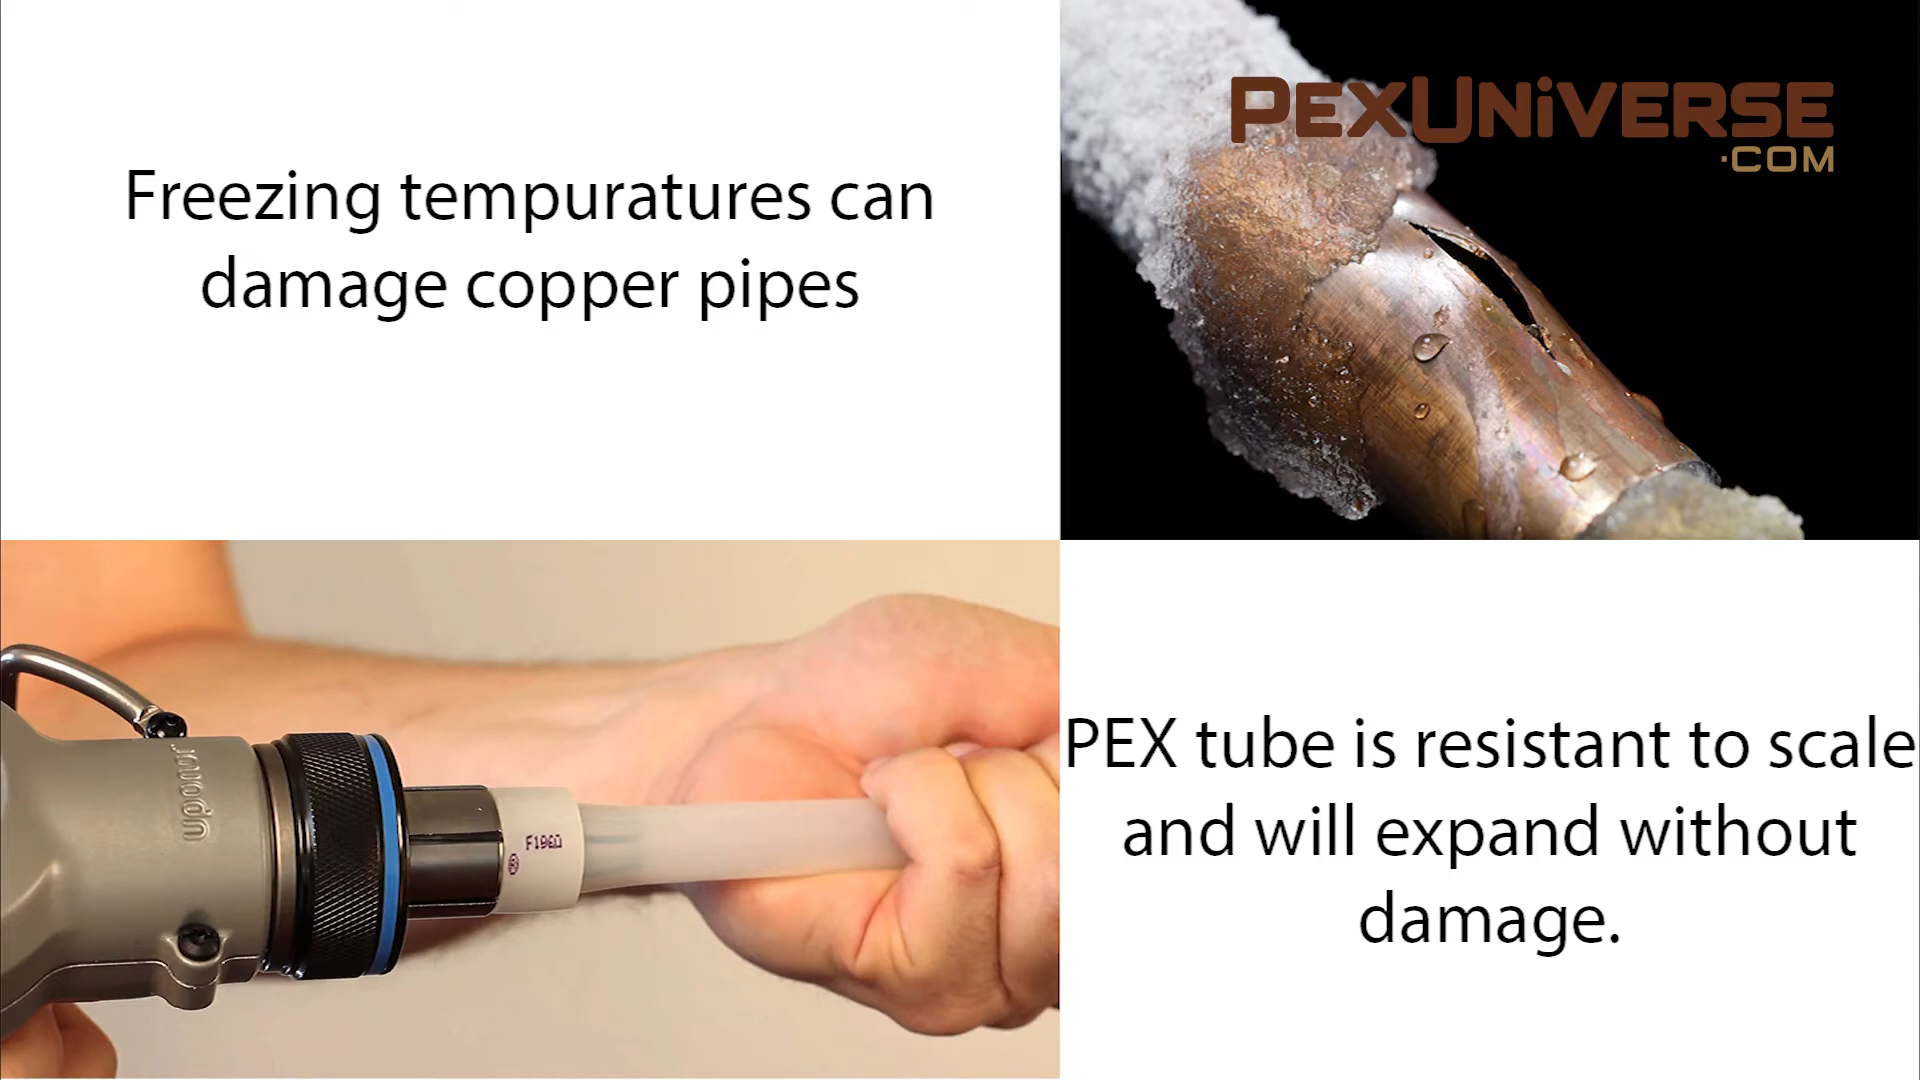 PEXUNiVERSE
.COM
Freezing tempuratures can
damage copper pipes
uponor
F1960
PEX tube is resistant to scale
and will expand without
damage.